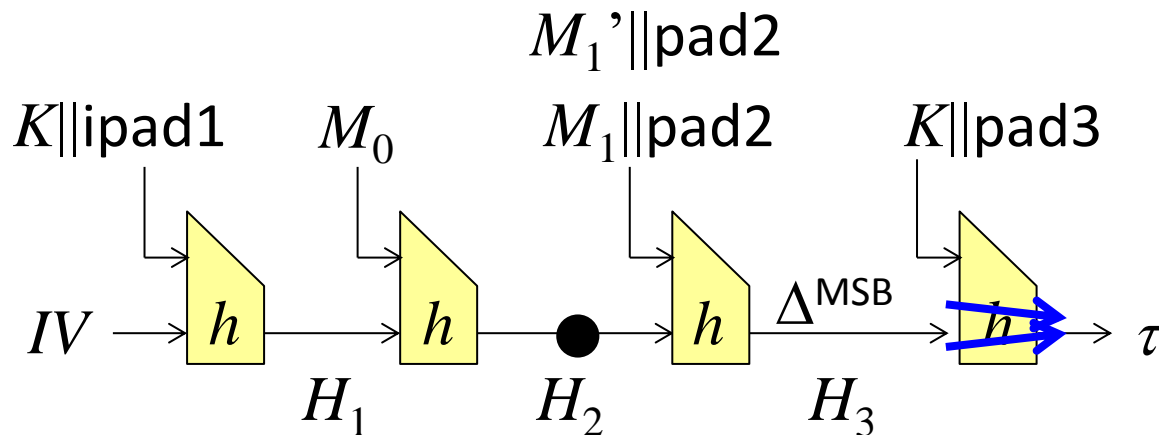 M₁’||pad2
K||ipad1 M₀ M₁||pad2 K||pad3
IV h h h Δᴹˢᴮ h τ
H₁ H₂ H₃